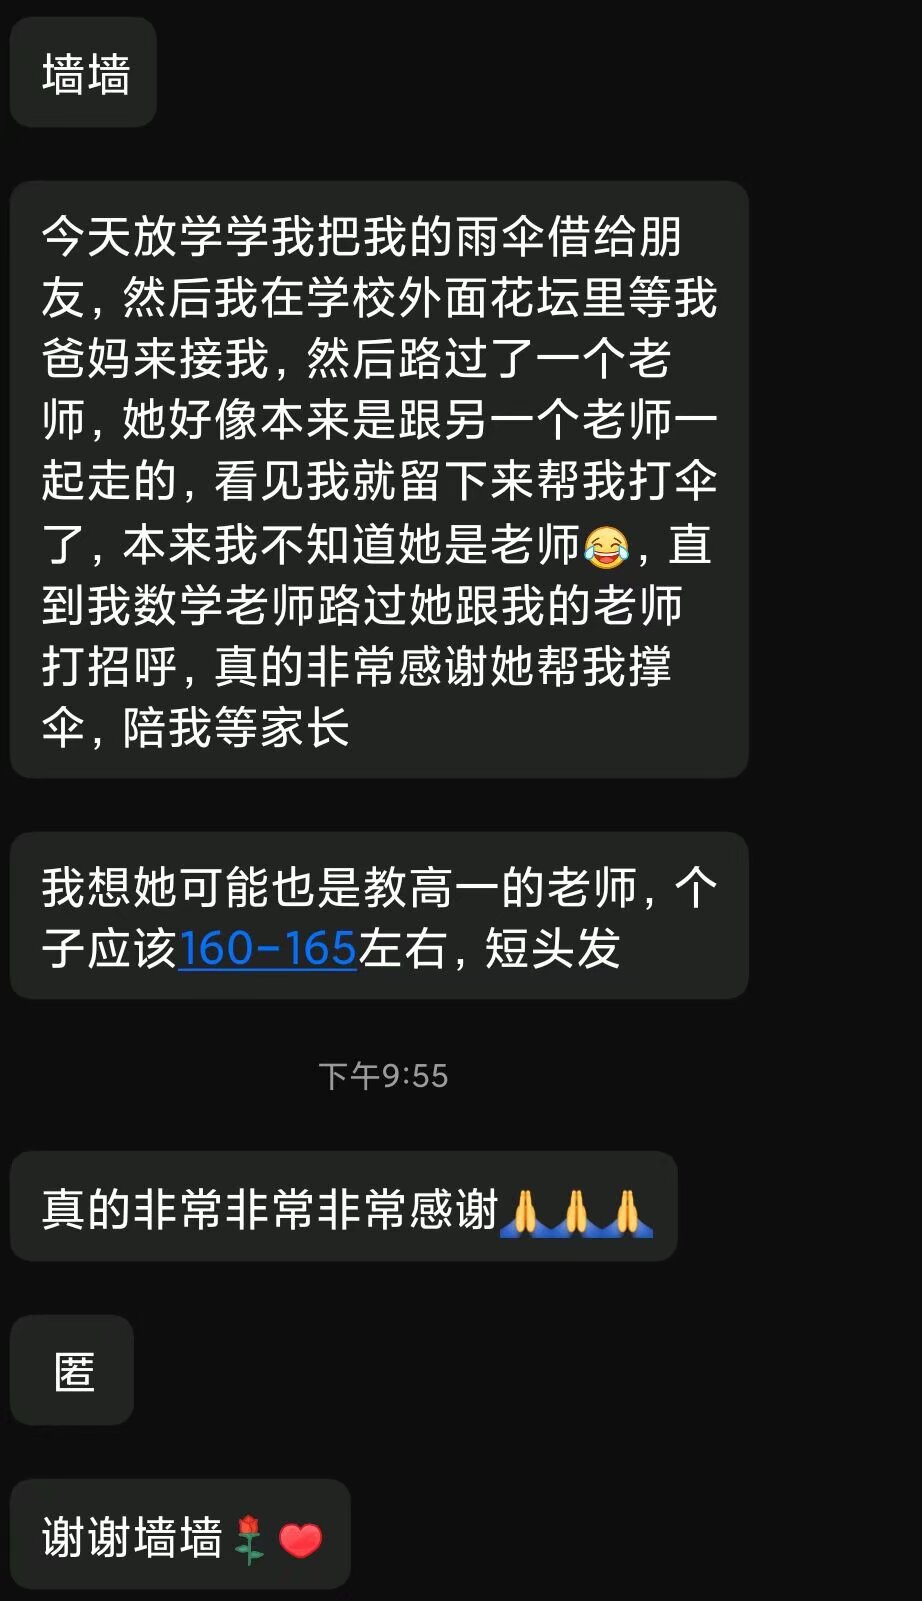 墙墙
今天放学学我把我的雨伞借给朋
友，然后我在学校外面花坛里等我
爸妈来接我，然后路过了一个老
师，她好像本来是跟另一个老师一
起走的，看见我就留下来帮我打伞
了，本来我不知道她是老师😂，直
到我数学老师路过她跟我的老师
打招呼，真的非常感谢她帮我撑
伞，陪我等家长
我想她可能也是教高一的老师，个
子应该160-165左右，短头发
下午9:55
真的非常非常非常感谢🙏🙏🙏
匿
谢谢墙墙🌹❤️